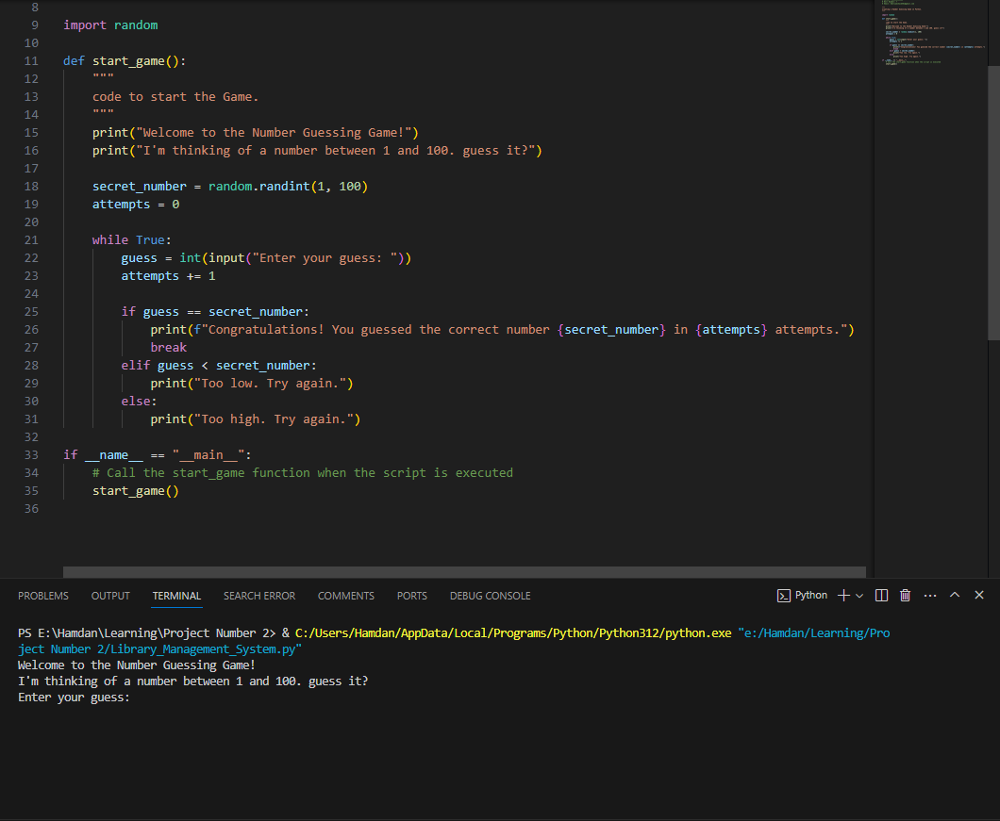 8
9 import random
10
11 def start_game():
12     """
13     code to start the Game.
14     """
15     print("Welcome to the Number Guessing Game!")
16     print("I'm thinking of a number between 1 and 100. guess it?")
17
18     secret_number = random.randint(1, 100)
19     attempts = 0
20
21     while True:
22         guess = int(input("Enter your guess: "))
23         attempts += 1
24
25         if guess == secret_number:
26             print(f"Congratulations! You guessed the correct number {secret_number} in {attempts} attempts.")
27             break
28         elif guess < secret_number:
29             print("Too low. Try again.")
30         else:
31             print("Too high. Try again.")
32
33 if __name__ == "__main__":
34     # Call the start_game function when the script is executed
35     start_game()
36
PROBLEMS OUTPUT TERMINAL SEARCH ERROR COMMENTS PORTS DEBUG CONSOLE Python
PS E:\Hamdan\Learning\Project Number 2> & C:/Users/Hamdan/AppData/Local/Programs/Python/Python312/python.exe "e:/Hamdan/Learning/Pro
ject Number 2/Library_Management_System.py"
Welcome to the Number Guessing Game!
I'm thinking of a number between 1 and 100. guess it?
Enter your guess: